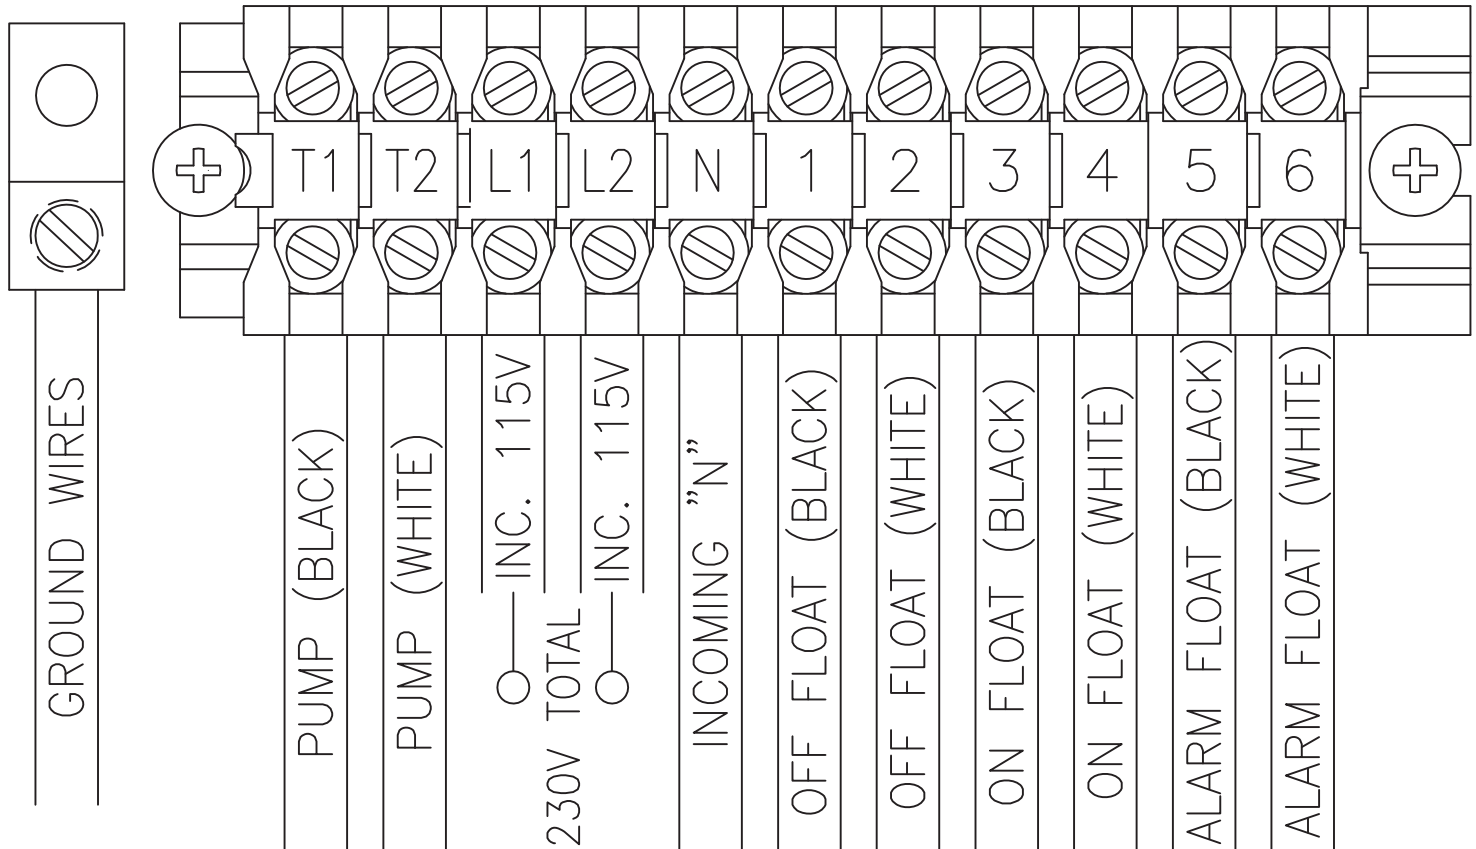 T1 T2 L1 L2 N 1 2 3 4 5 6
GROUND WIRES
PUMP (BLACK)
PUMP (WHITE)
INC. 115V
230V TOTAL
INC. 115V
INCOMING ”N”
OFF FLOAT (BLACK)
OFF FLOAT (WHITE)
ON FLOAT (BLACK)
ON FLOAT (WHITE)
ALARM FLOAT (BLACK)
ALARM FLOAT (WHITE)